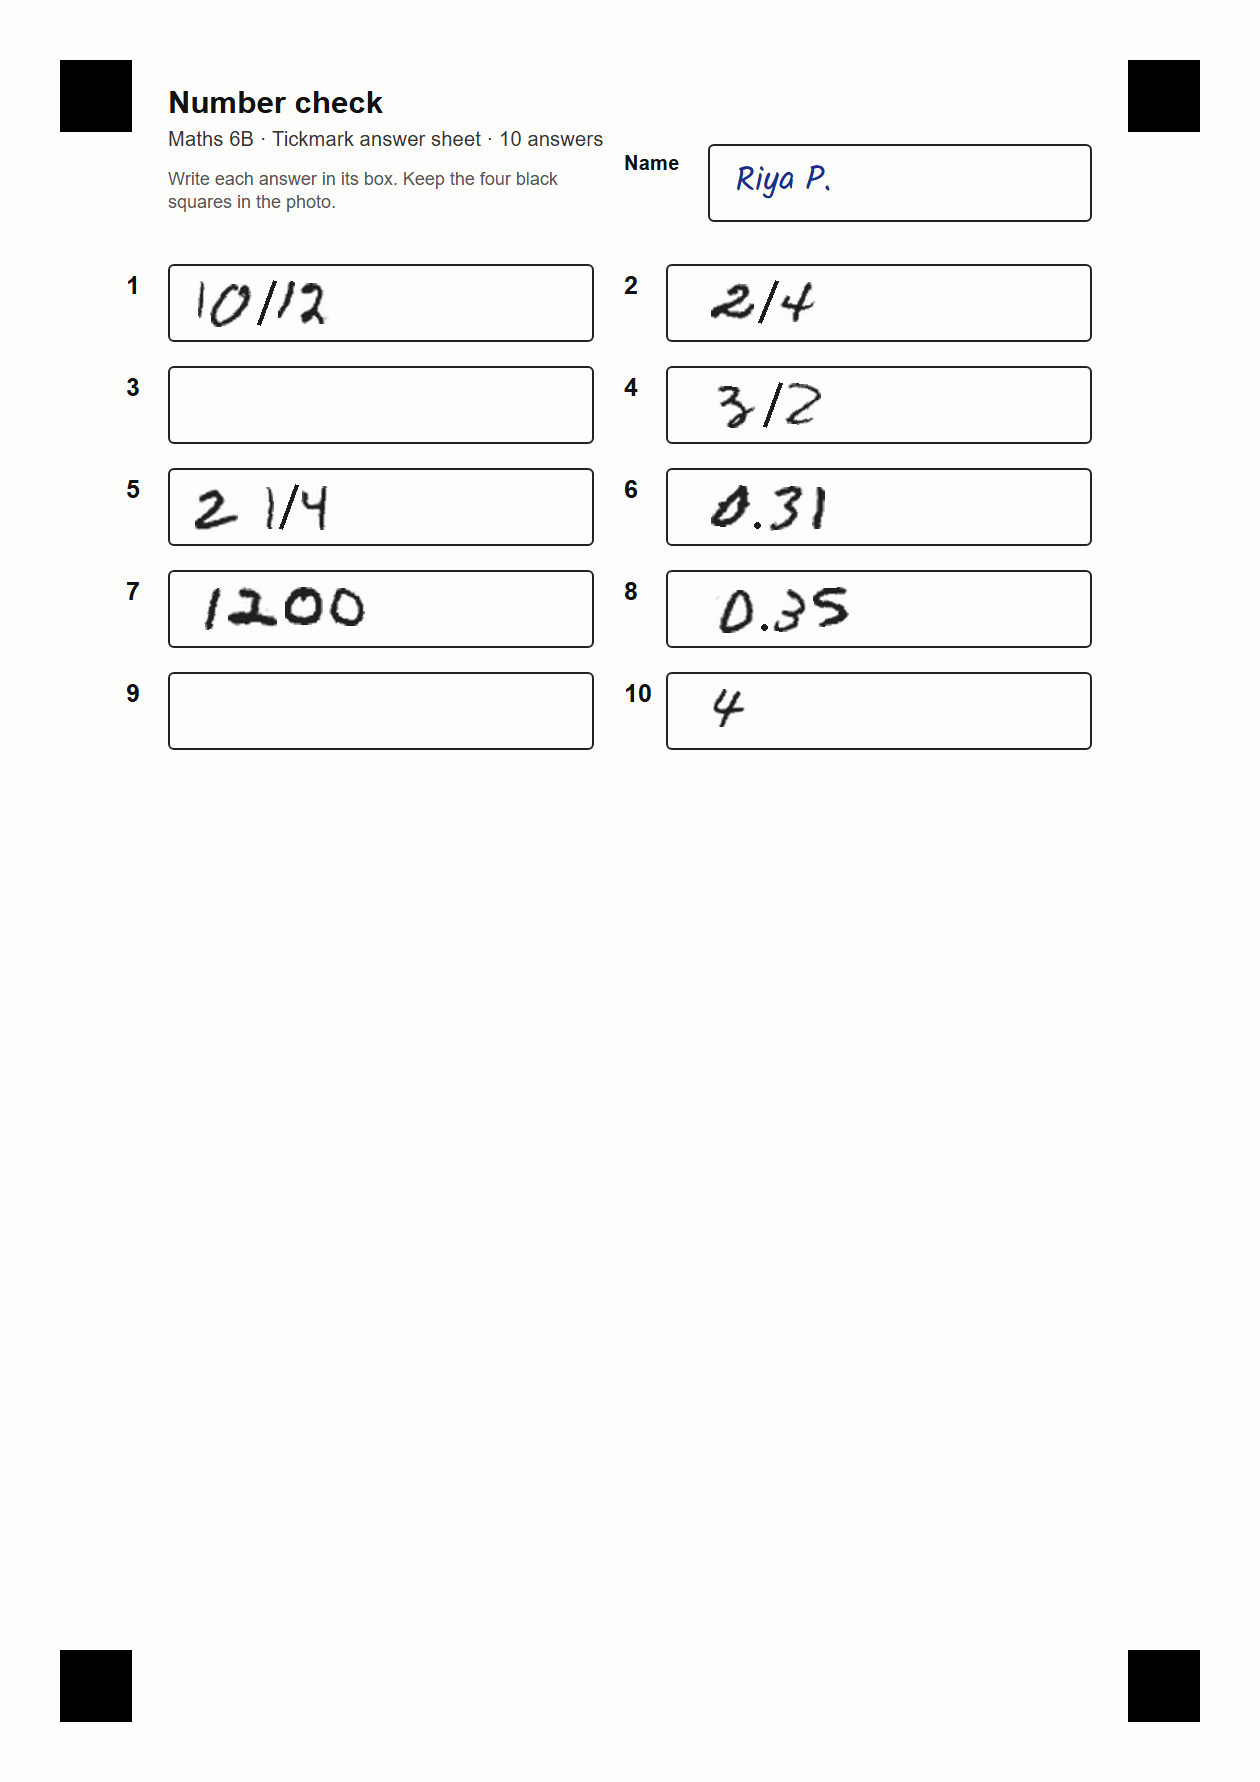 Number check
Maths 6B · Tickmark answer sheet · 10 answers
Write each answer in its box. Keep the four black
squares in the photo.
Name Riya P.
1 10/12
2 2/4
3
4 3/2
5 2 1/4
6 0.31
7 1200
8 0.35
9
10 4